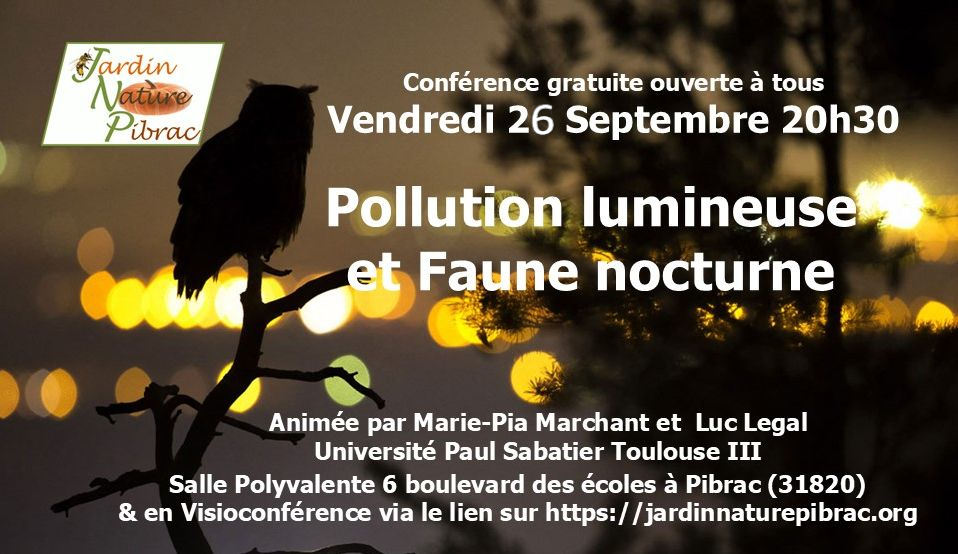 Jardin
Nature
Pibrac
Conférence gratuite ouverte à tous
Vendredi 26 Septembre 20h30
Pollution lumineuse
et Faune nocturne
Animée par Marie-Pia Marchant et Luc Legal
Université Paul Sabatier Toulouse III
Salle Polyvalente 6 boulevard des écoles à Pibrac (31820)
& en Visioconférence via le lien sur https://jardinnaturepibrac.org